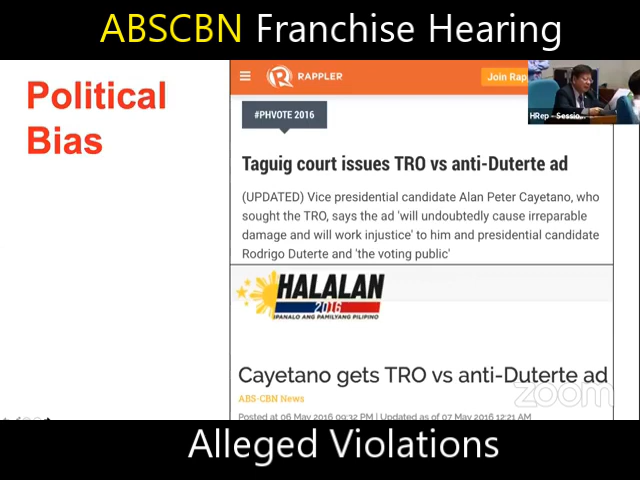 ABSCBN Franchise Hearing
Political
Bias
RAPPLER
Join Rap
HRep - Sessio...
#PHVOTE 2016
Taguig court issues TRO vs anti-Duterte ad
(UPDATED) Vice presidential candidate Alan Peter Cayetano, who
sought the TRO, says the ad 'will undoubtedly cause irreparable
damage and will work injustice' to him and presidential candidate
Rodrigo Duterte and 'the voting public'
HALALAN
2016
IPANALO ANG PAMILYANG PILIPINO
Cayetano gets TRO vs anti-Duterte ad
ABS-CBN News
zoom
Posted at 06 May 2016 09:32 PM | Updated as of 07 May 2016 12:21 AM
Alleged Violations